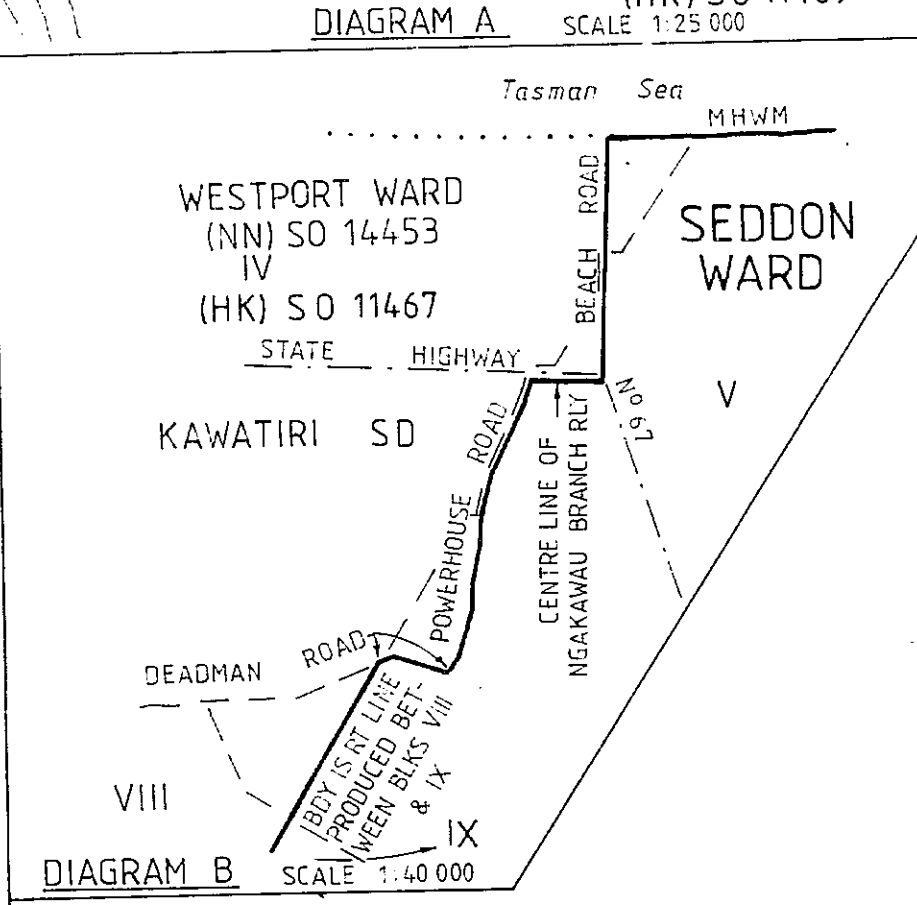 DIAGRAM A
SCALE 1:25 000
Tasman Sea
MHWM
WESTPORT WARD
(NN) SO 14453
IV
(HK) SO 11467
BEACH ROAD
SEDDON
WARD
STATE HIGHWAY
No 67
V
KAWATIRI SD
POWERHOUSE ROAD
CENTRE LINE OF
NGAKAWAU BRANCH RLY
DEADMAN ROAD
BDY IS RT LINE
PRODUCED BET-
WEEN BLKS VIII
& IX
VIII
IX
DIAGRAM B
SCALE 1:40 000